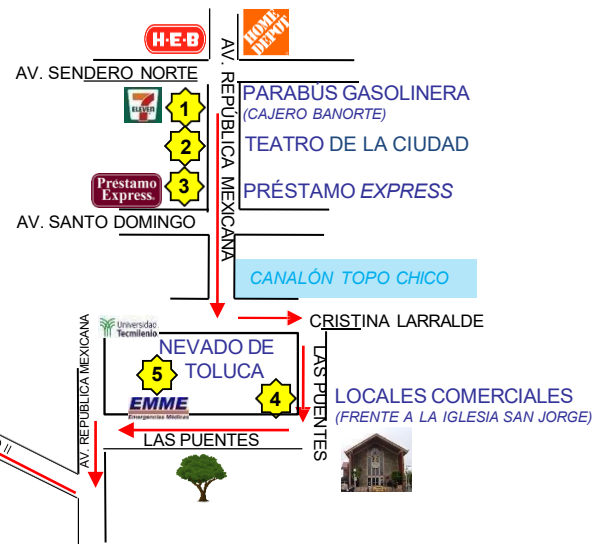 H-E-B
HOME
DEPOT
AV. SENDERO NORTE
AV. REPÚBLICA MEXICANA
7
ELEVEN
1
PARABÚS GASOLINERA
(CAJERO BANORTE)
2
TEATRO DE LA CIUDAD
Préstamo
Express.
3
PRÉSTAMO EXPRESS
AV. SANTO DOMINGO
CANALÓN TOPO CHICO
Universidad
Tecmilenio
CRISTINA LARRALDE
AV. REPUBLICA MEXICANA
NEVADO DE
TOLUCA
5
4
LAS PUENTES
EMME
Emergencias Médicas
LOCALES COMERCIALES
(FRENTE A LA IGLESIA SAN JORGE)
LAS PUENTES
II